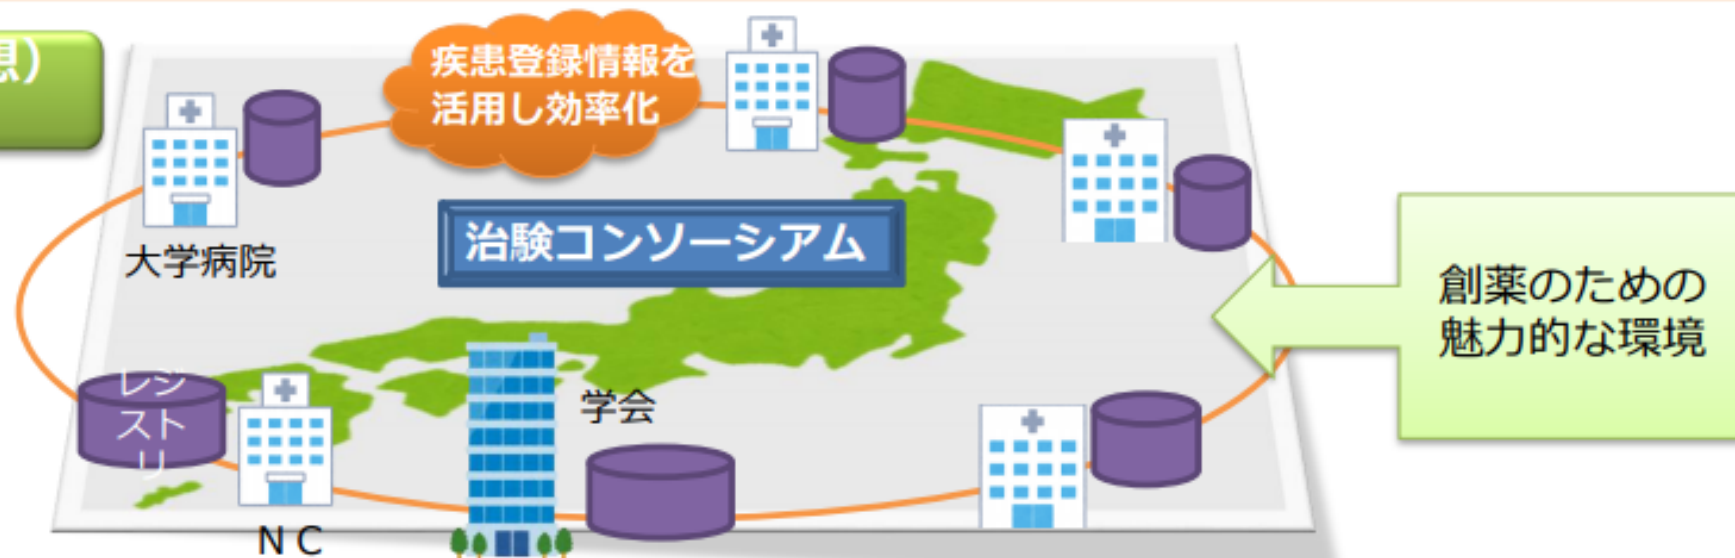 想)
疾患登録情報を
活用し効率化
大学病院
治験コンソーシアム
創薬のための
魅力的な環境
レジ
スト
リ
学会
ＮＣ